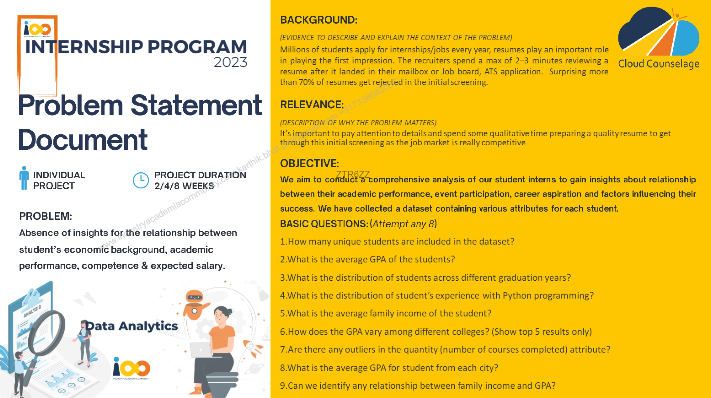 INTERNSHIP PROGRAM
2023
Problem Statement
Document
INDIVIDUAL
PROJECT
PROJECT DURATION
2/4/8 WEEKS
PROBLEM:
Absence of insights for the relationship between
student's economic background, academic
performance, competence & expected salary.
Data Analytics
BACKGROUND:
(EVIDENCE TO DESCRIBE AND EXPLAIN THE CONTEXT OF THE PROBLEM)
Millions of students apply for internships/jobs every year, resumes play an important role
in playing the first impression. The recruiters spend a max of 2–3 minutes reviewing a
resume after it landed in their mailbox or Job board, ATS application. Surprising more
than 70% of resumes get rejected in the initial screening.
Cloud Counselage
RELEVANCE:
(DESCRIPTION OF WHY THE PROBLEM MATTERS)
It's important to pay attention to details and spend some qualitative time preparing a quality resume to get
through this initial screening as the job market is really competitive
OBJECTIVE:
We aim to conduct a comprehensive analysis of our student interns to gain insights about relationship
between their academic performance, event participation, career aspiration and factors influencing their
success. We have collected a dataset containing various attributes for each student.
BASIC QUESTIONS: (Attempt any 8)
1.How many unique students are included in the dataset?
2.What is the average GPA of the students?
3.What is the distribution of students across different graduation years?
4.What is the distribution of student's experience with Python programming?
5.What is the average family income of the student?
6.How does the GPA vary among different colleges? (Show top 5 results only)
7.Are there any outliers in the quantity (number of courses completed) attribute?
8.What is the average GPA for student from each city?
9.Can we identify any relationship between family income and GPA?